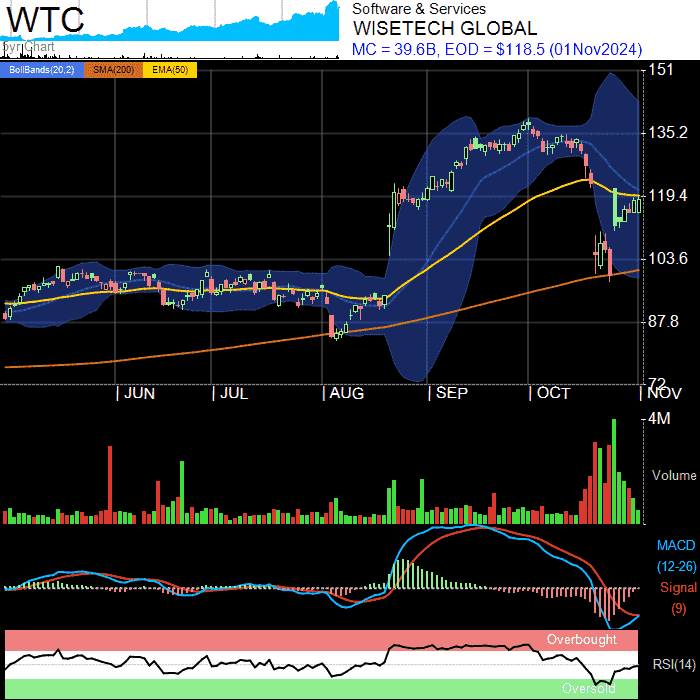 WTC
5yr Chart
Software & Services
WISETECH GLOBAL
MC = 39.6B, EOD = $118.5 (01Nov2024)
BollBands(20,2) SMA(200) EMA(50)
151
135.2
119.4
103.6
87.8
72
JUN JUL AUG SEP OCT NOV
4M
Volume
MACD
(12-26)
Signal
(9)
Overbought
RSI(14)
Oversold